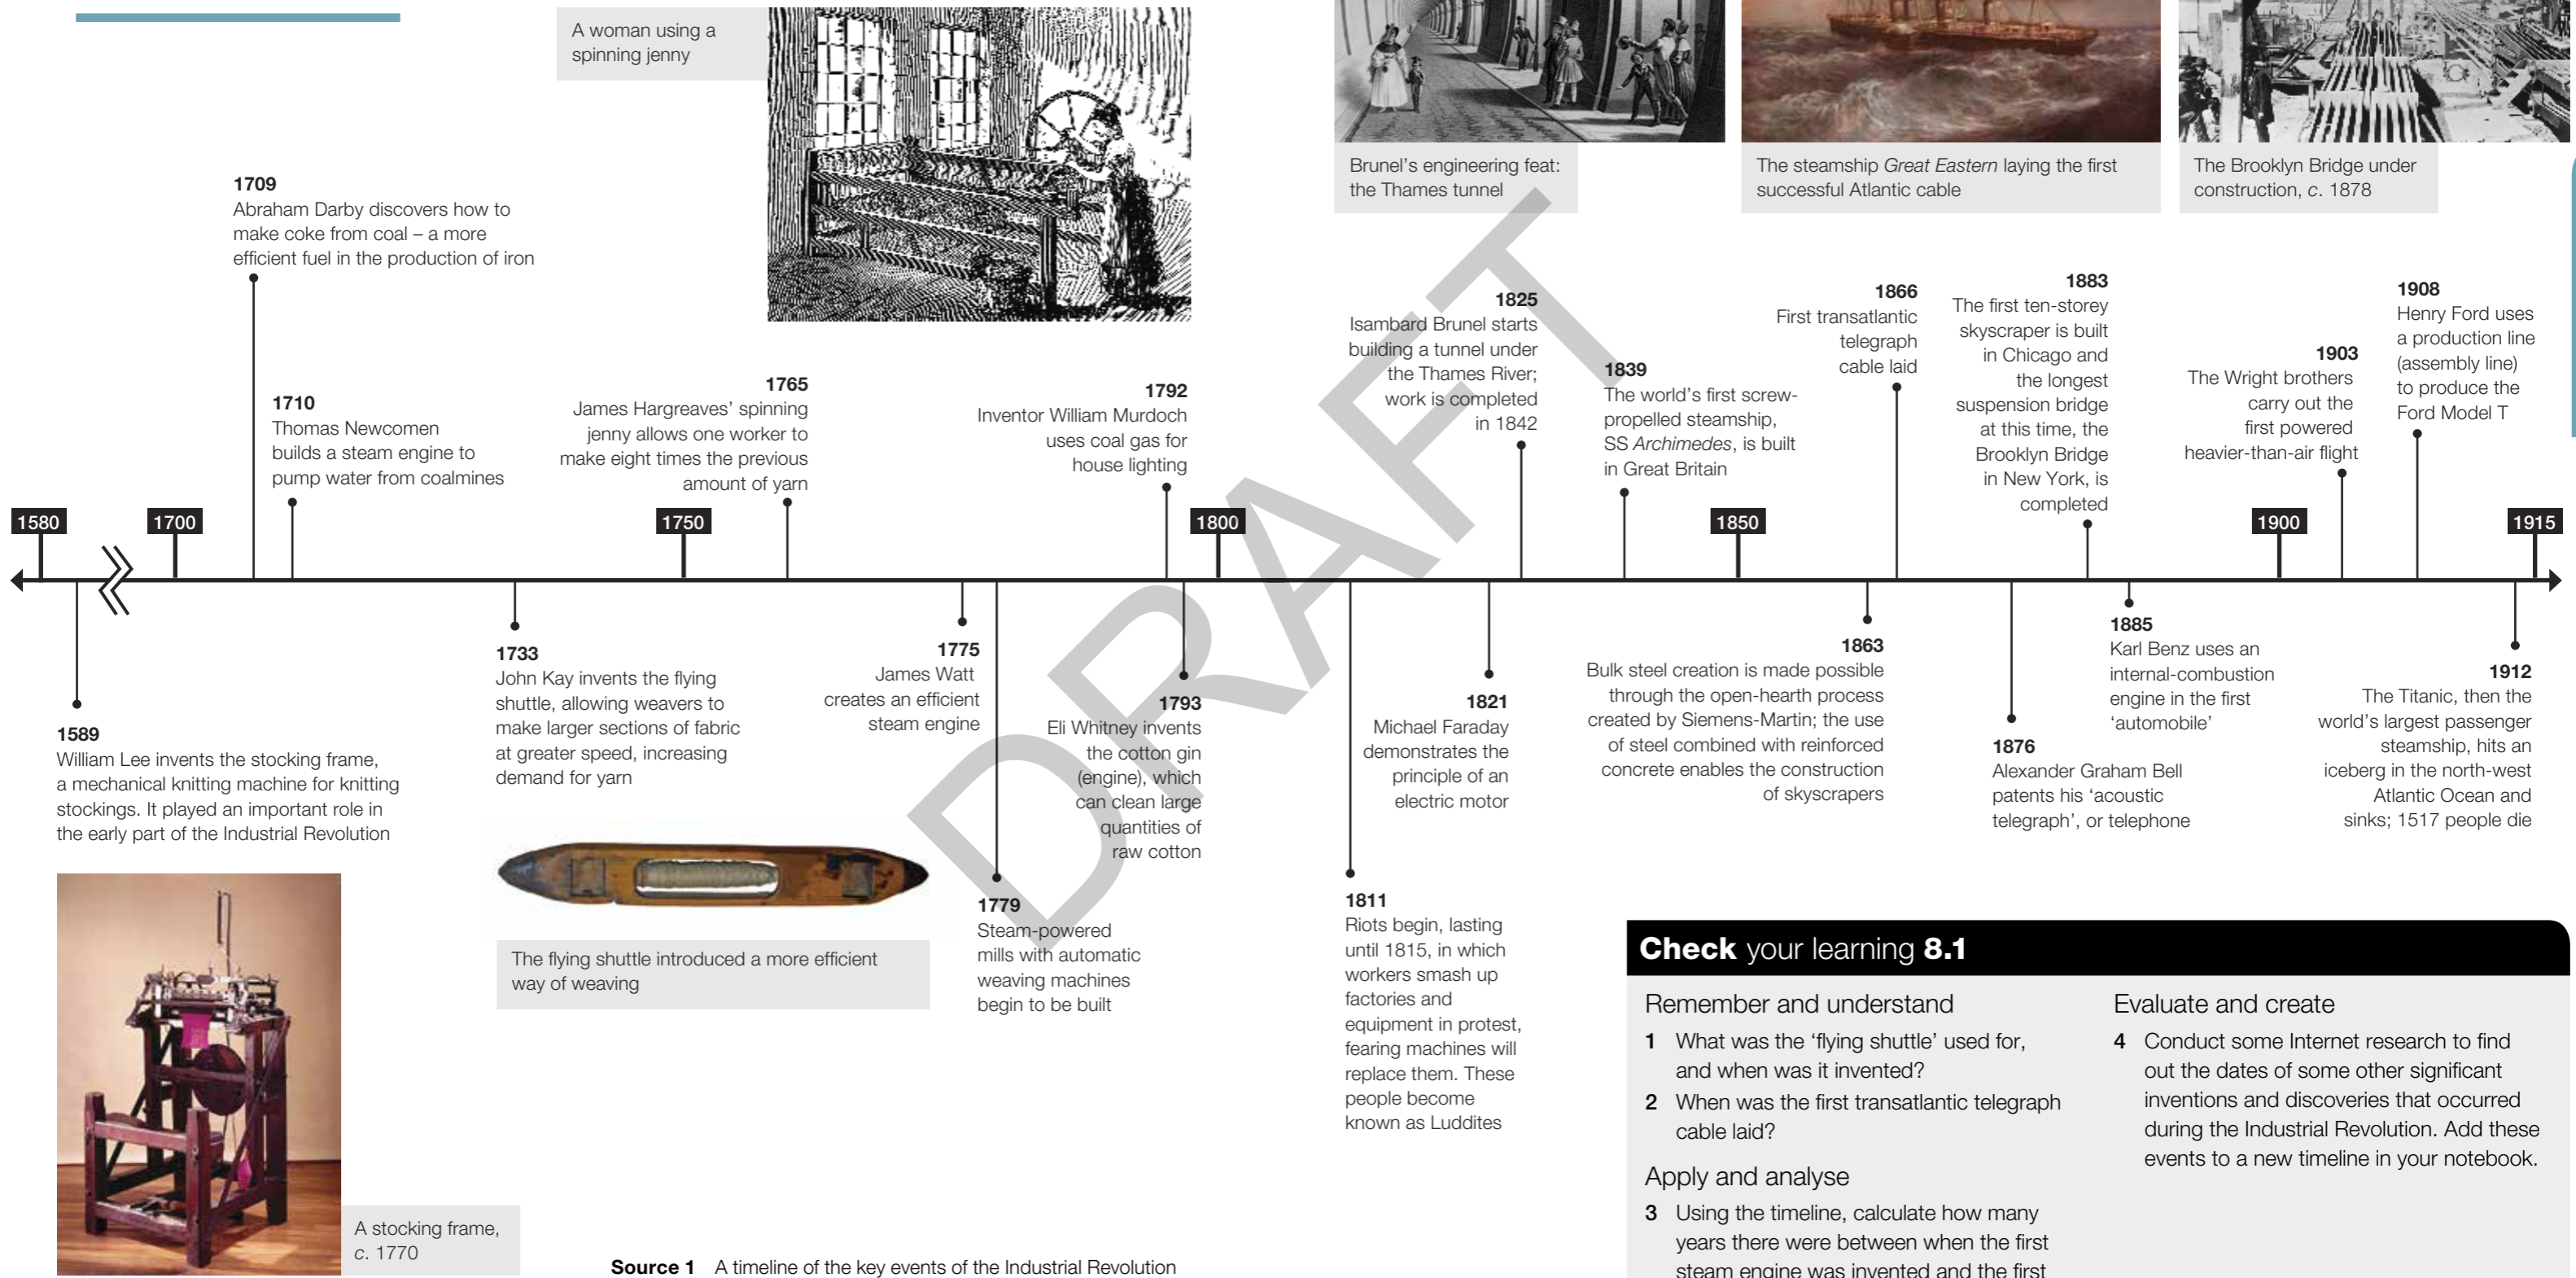 A woman using a
spinning jenny
Brunel's engineering feat:
the Thames tunnel
The steamship Great Eastern laying the first
successful Atlantic cable
The Brooklyn Bridge under
construction, c. 1878
1709
Abraham Darby discovers how to
make coke from coal – a more
efficient fuel in the production of iron
1710
Thomas Newcomen
builds a steam engine to
pump water from coalmines
1765
James Hargreaves' spinning
jenny allows one worker to
make eight times the previous
amount of yarn
1792
Inventor William Murdoch
uses coal gas for
house lighting
1825
Isambard Brunel starts
building a tunnel under
the Thames River;
work is completed
in 1842
1839
The world's first screw-
propelled steamship,
SS Archimedes, is built
in Great Britain
1866
First transatlantic
telegraph
cable laid
1883
The first ten-storey
skyscraper is built
in Chicago and
the longest
suspension bridge
at this time, the
Brooklyn Bridge
in New York, is
completed
1903
The Wright brothers
carry out the
first powered
heavier-than-air flight
1908
Henry Ford uses
a production line
(assembly line)
to produce the
Ford Model T
1580
1700
1750
1800
1850
1900
1915
1589
William Lee invents the stocking frame,
a mechanical knitting machine for knitting
stockings. It played an important role in
the early part of the Industrial Revolution
1733
John Kay invents the flying
shuttle, allowing weavers to
make larger sections of fabric
at greater speed, increasing
demand for yarn
1775
James Watt
creates an efficient
steam engine
1779
Steam-powered
mills with automatic
weaving machines
begin to be built
1793
Eli Whitney invents
the cotton gin
(engine), which
can clean large
quantities of
raw cotton
1811
Riots begin, lasting
until 1815, in which
workers smash up
factories and
equipment in protest,
fearing machines will
replace them. These
people become
known as Luddites
1821
Michael Faraday
demonstrates the
principle of an
electric motor
1863
Bulk steel creation is made possible
through the open-hearth process
created by Siemens-Martin; the use
of steel combined with reinforced
concrete enables the construction
of skyscrapers
1876
Alexander Graham Bell
patents his 'acoustic
telegraph', or telephone
1885
Karl Benz uses an
internal-combustion
engine in the first
'automobile'
1912
The Titanic, then the
world's largest passenger
steamship, hits an
iceberg in the north-west
Atlantic Ocean and
sinks; 1517 people die
The flying shuttle introduced a more efficient
way of weaving
A stocking frame,
c. 1770
Source 1 A timeline of the key events of the Industrial Revolution
DRAFT
Check your learning 8.1
Remember and understand
1 What was the 'flying shuttle' used for,
and when was it invented?
2 When was the first transatlantic telegraph
cable laid?
Apply and analyse
3 Using the timeline, calculate how many
years there were between when the first
steam engine was invented and the first
Evaluate and create
4 Conduct some Internet research to find
out the dates of some other significant
inventions and discoveries that occurred
during the Industrial Revolution. Add these
events to a new timeline in your notebook.